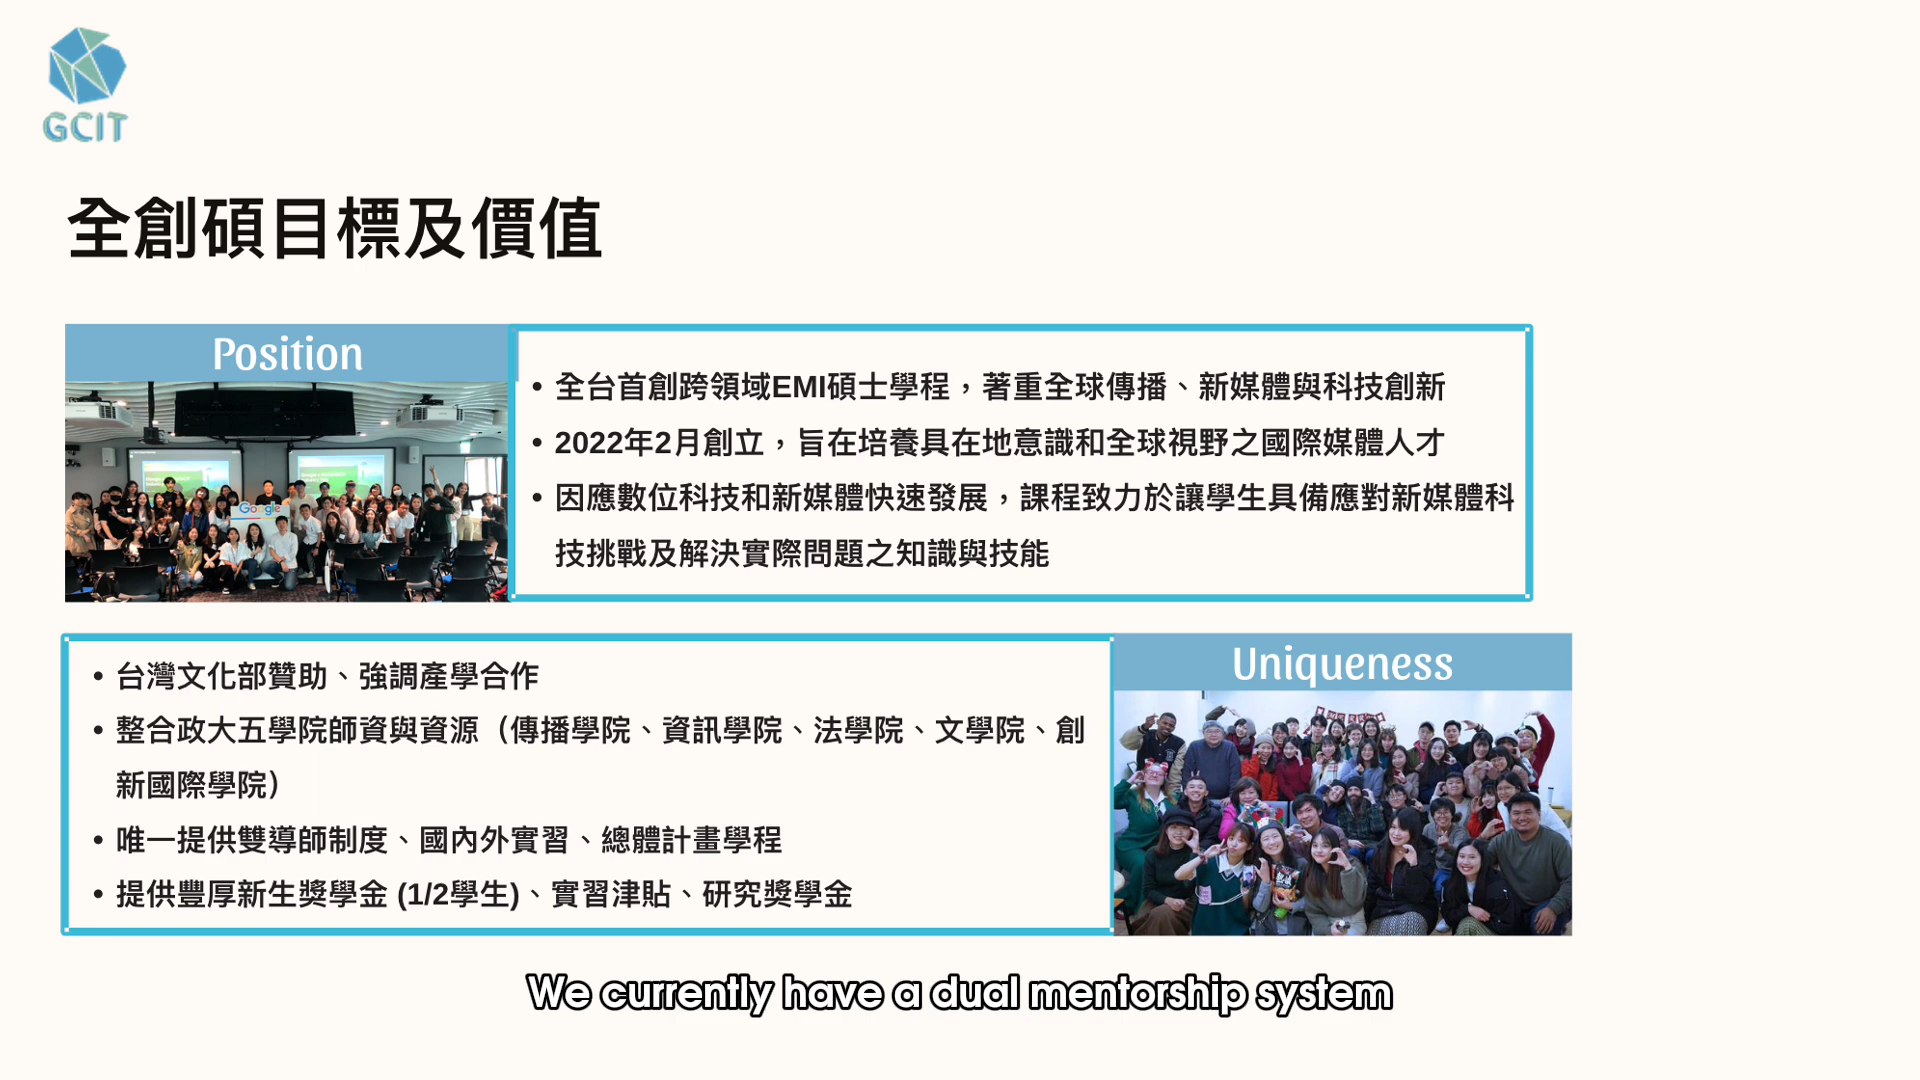 GCIT
全創碩目標及價值
Position
• 全台首創跨領域EMI碩士學程，著重全球傳播、新媒體與科技創新
• 2022年2月創立，旨在培養具在地意識和全球視野之國際媒體人才
• 因應數位科技和新媒體快速發展，課程致力於讓學生具備應對新媒體科
技挑戰及解決實際問題之知識與技能
Google
• 台灣文化部贊助、強調產學合作
• 整合政大五學院師資與資源（傳播學院、資訊學院、法學院、文學院、創
新國際學院）
• 唯一提供雙導師制度、國內外實習、總體計畫學程
• 提供豐厚新生獎學金 (1/2學生)、實習津貼、研究獎學金
Uniqueness
We currently have a dual mentorship system